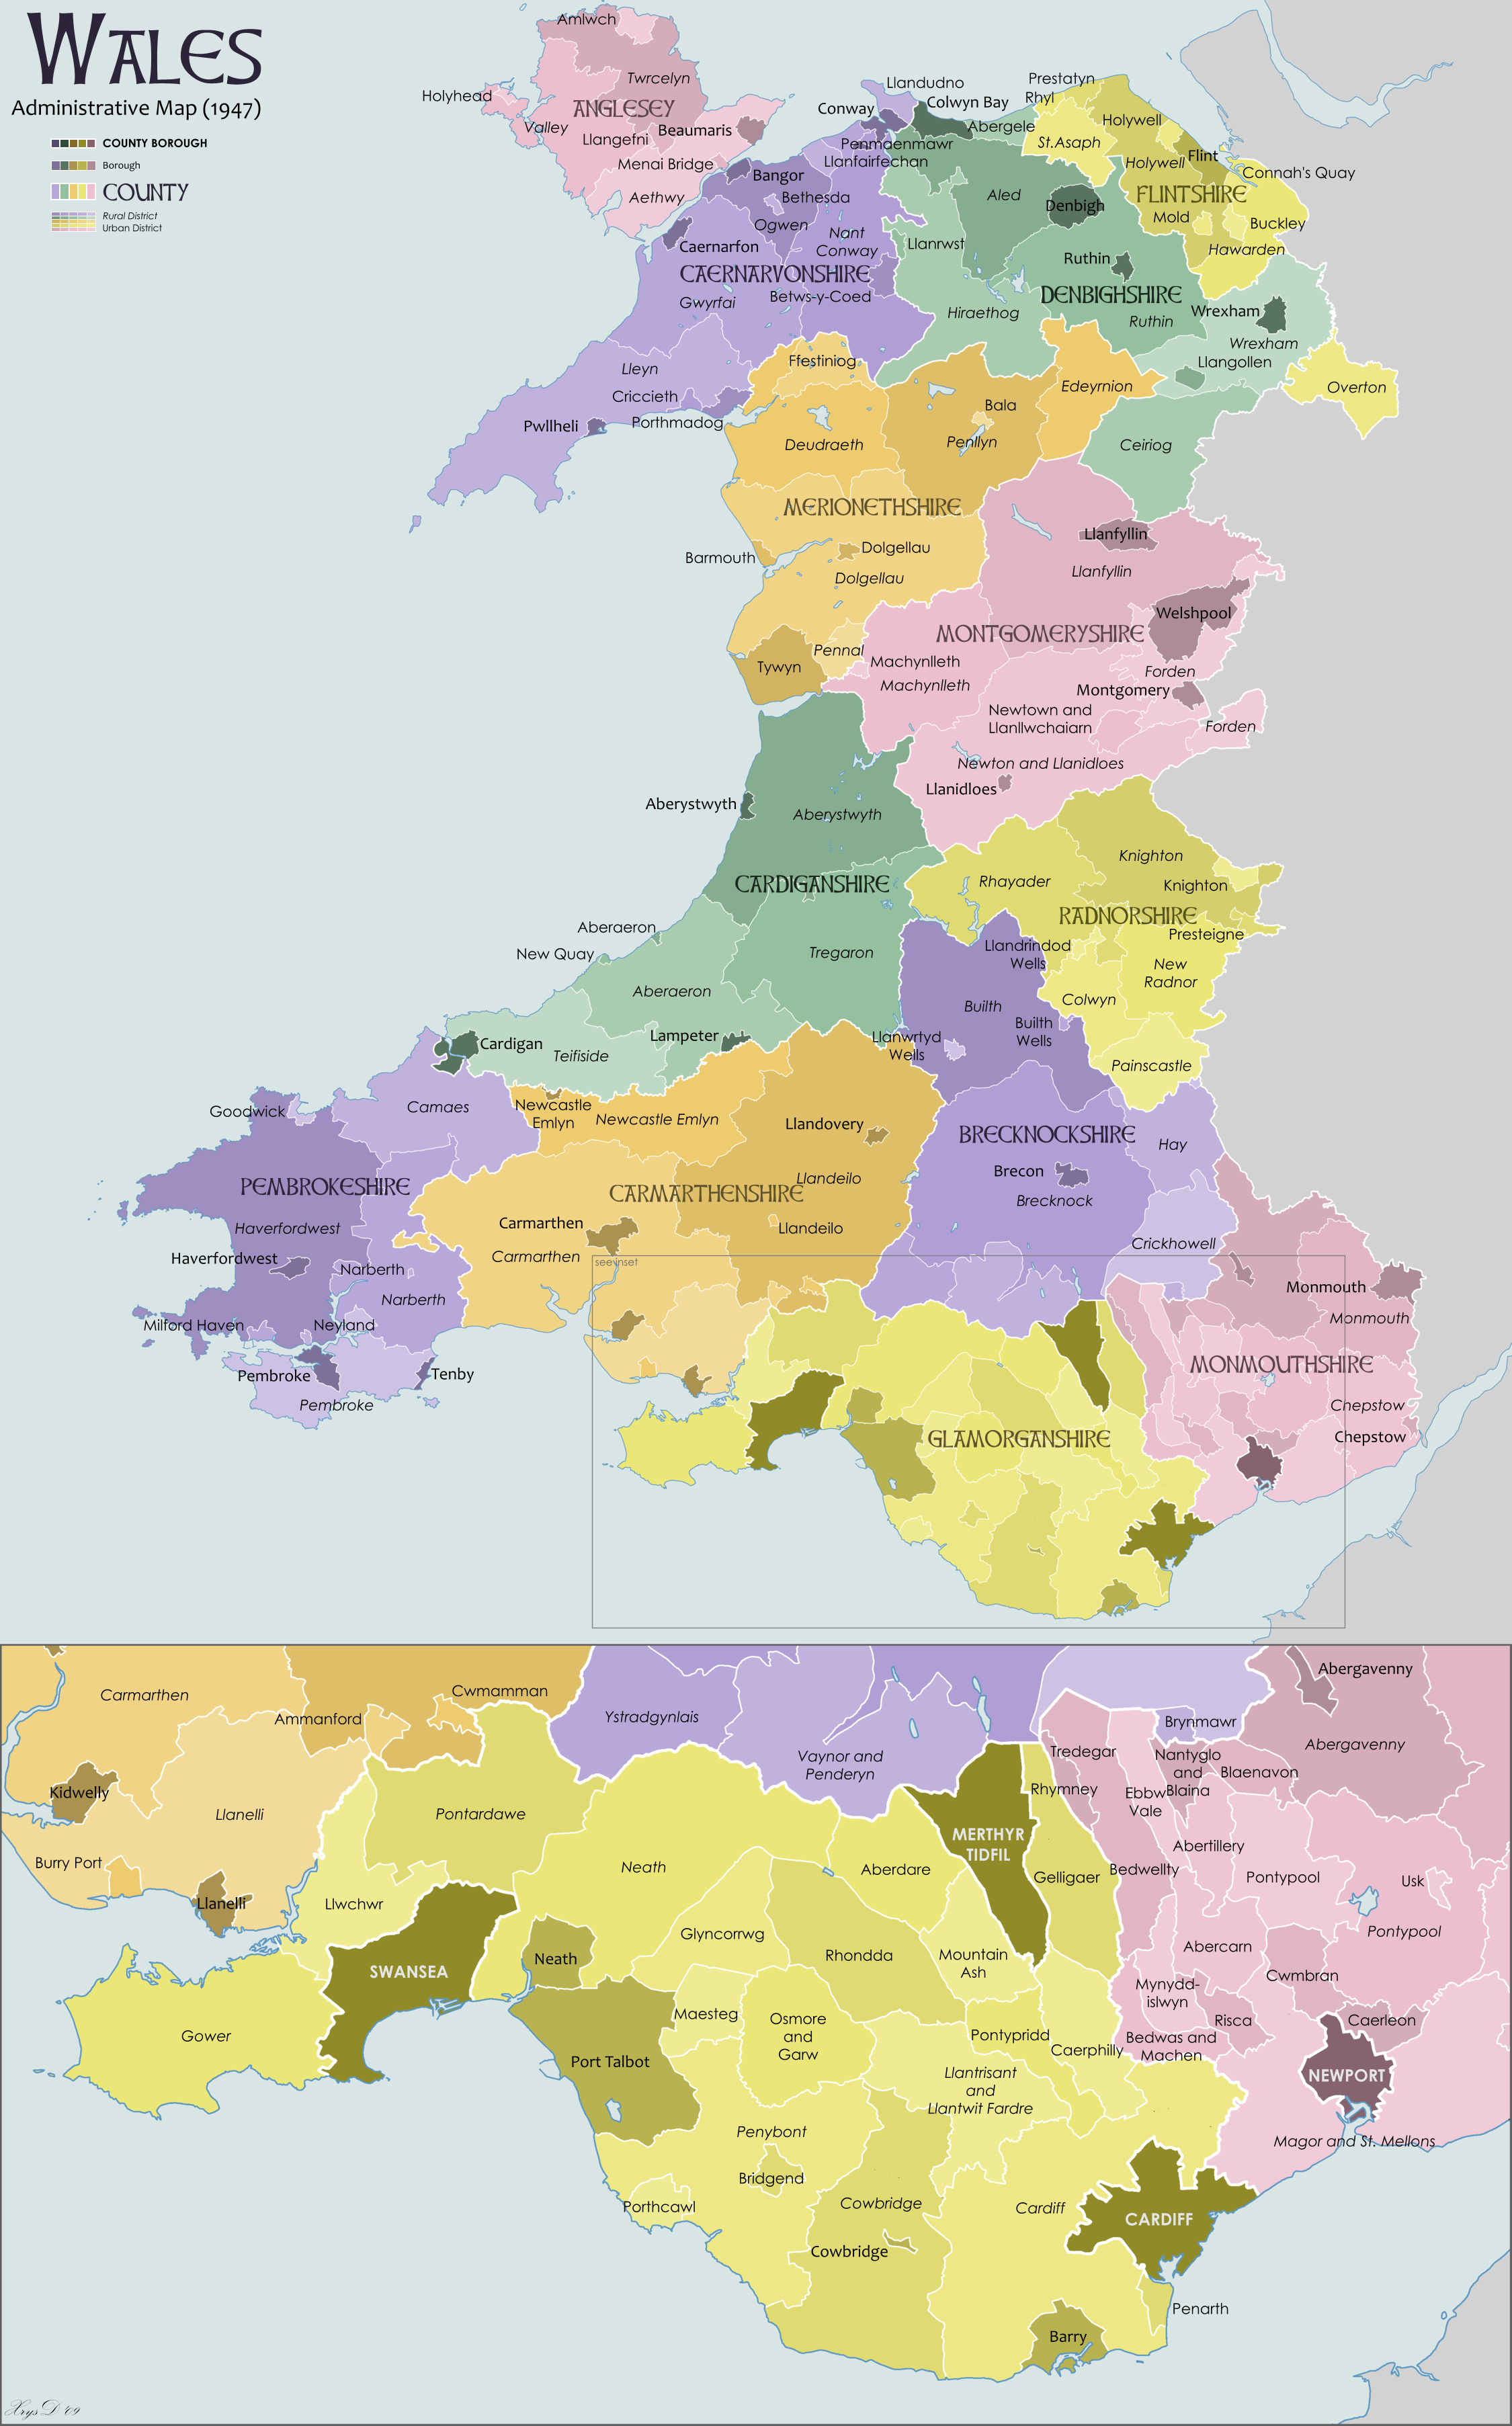 WALES
Administrative Map (1947)
COUNTY BOROUGH
Borough
COUNTY
Rural District
Urban District
Amlwch
Twrcelyn
Holyhead
ANGLESEY
Valley
Llangefni
Beaumaris
Menai Bridge
Aethwy
Llandudno
Conway
Colwyn Bay
Prestatyn
Rhyl
Abergele
Penmaenmawr
Llanfairfechan
St.Asaph
Holywell
Holywell
Flint
Connah's Quay
FLINTSHIRE
Mold
Buckley
Hawarden
Bangor
Bethesda
Ogwen
Nant
Conway
Caernarfon
CAERNARVONSHIRE
Gwyrfai
Betws-y-Coed
Aled
Denbigh
Llanrwst
Ruthin
DENBIGHSHIRE
Hiraethog
Ruthin
Wrexham
Wrexham
Llangollen
Overton
Lleyn
Criccieth
Pwllheli
Porthmadog
Ffestiniog
Edeyrnion
Bala
Deudraeth
Penllyn
Ceiriog
MERIONETHSHIRE
Barmouth
Dolgellau
Dolgellau
Llanfyllin
Llanfyllin
Welshpool
MONTGOMERYSHIRE
Pennal
Tywyn
Machynlleth
Machynlleth
Forden
Montgomery
Newtown and
Llanllwchaiarn
Forden
Newton and Llanidloes
Llanidloes
Aberystwyth
Aberystwyth
CARDIGANSHIRE
Rhayader
Knighton
Knighton
RADNORSHIRE
Presteigne
Aberaeron
New Quay
Tregaron
Llandrindod
Wells
New
Radnor
Aberaeron
Builth
Colwyn
Builth
Wells
Cardigan
Lampeter
Teifiside
Llanwrtyd
Wells
Painscastle
Goodwick
Camaes
Newcastle
Emlyn
Newcastle Emlyn
Llandovery
BRECKNOCKSHIRE
Hay
Brecon
Brecknock
PEMBROKESHIRE
CARMARTHENSHIRE
Llandeilo
Haverfordwest
Carmarthen
Llandeilo
Haverfordwest
Carmarthen
see inset
Crickhowell
Narberth
Narberth
Monmouth
Monmouth
Milford Haven
Neyland
Pembroke
Tenby
Pembroke
MONMOUTHSHIRE
Chepstow
Chepstow
GLAMORGANSHIRE
Carmarthen
Cwmamman
Ammanford
Ystradgynlais
Vaynor and
Penderyn
Brynmawr
Abergavenny
Abergavenny
Tredegar
Nantyglo
and
Blaina
Blaenavon
Rhymney
Ebbw
Vale
Kidwelly
Llanelli
Pontardawe
MERTHYR
TIDFIL
Abertillery
Burry Port
Neath
Aberdare
Gelligaer
Bedwellty
Pontypool
Usk
Llanelli
Llwchwr
Glyncorrwg
Rhondda
Mountain
Ash
Abercarn
Pontypool
SWANSEA
Neath
Cwmbran
Mynydd-
islwyn
Maesteg
Osmore
and
Garw
Pontypridd
Caerphilly
Risca
Caerleon
Bedwas and
Machen
Gower
Port Talbot
Llantrisant
and
Llantwit Fardre
NEWPORT
Penybont
Magor and St. Mellons
Bridgend
Porthcawl
Cowbridge
Cardiff
CARDIFF
Cowbridge
Penarth
Barry
Xrys D '09